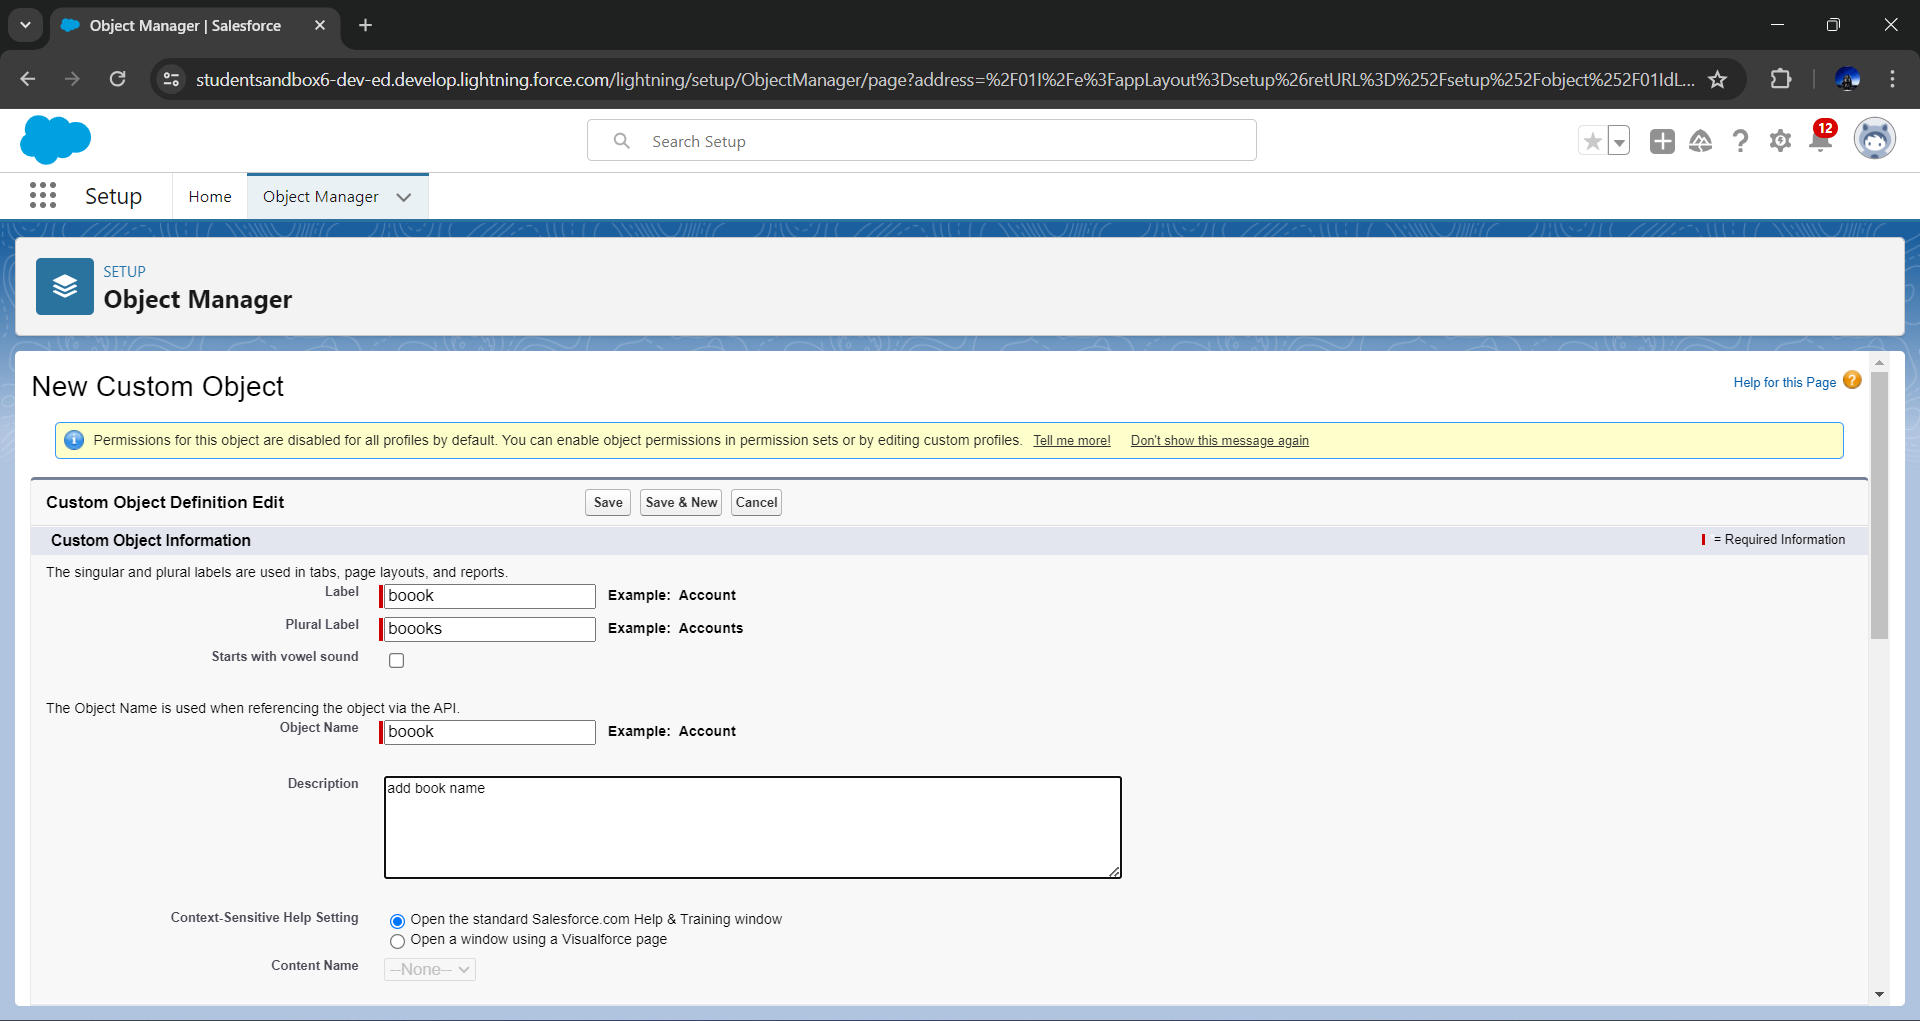 Object Manager | Salesforce
studentsandbox6-dev-ed.develop.lightning.force.com/lightning/setup/ObjectManager/page?address=%2F01I%2Fe%3FappLayout%3Dsetup%26retURL%3D%252Fsetup%252Fobject%252F01IdL...
Search Setup
12
Setup
Home
Object Manager
SETUP
Object Manager
New Custom Object
Help for this Page ?
Permissions for this object are disabled for all profiles by default. You can enable object permissions in permission sets or by editing custom profiles. Tell me more! Don't show this message again
Custom Object Definition Edit
Save
Save & New
Cancel
Custom Object Information
= Required Information
The singular and plural labels are used in tabs, page layouts, and reports.
Label boook Example: Account
Plural Label boooks Example: Accounts
Starts with vowel sound
The Object Name is used when referencing the object via the API.
Object Name boook Example: Account
Description add book name
Context-Sensitive Help Setting Open the standard Salesforce.com Help & Training window
Open a window using a Visualforce page
Content Name --None--